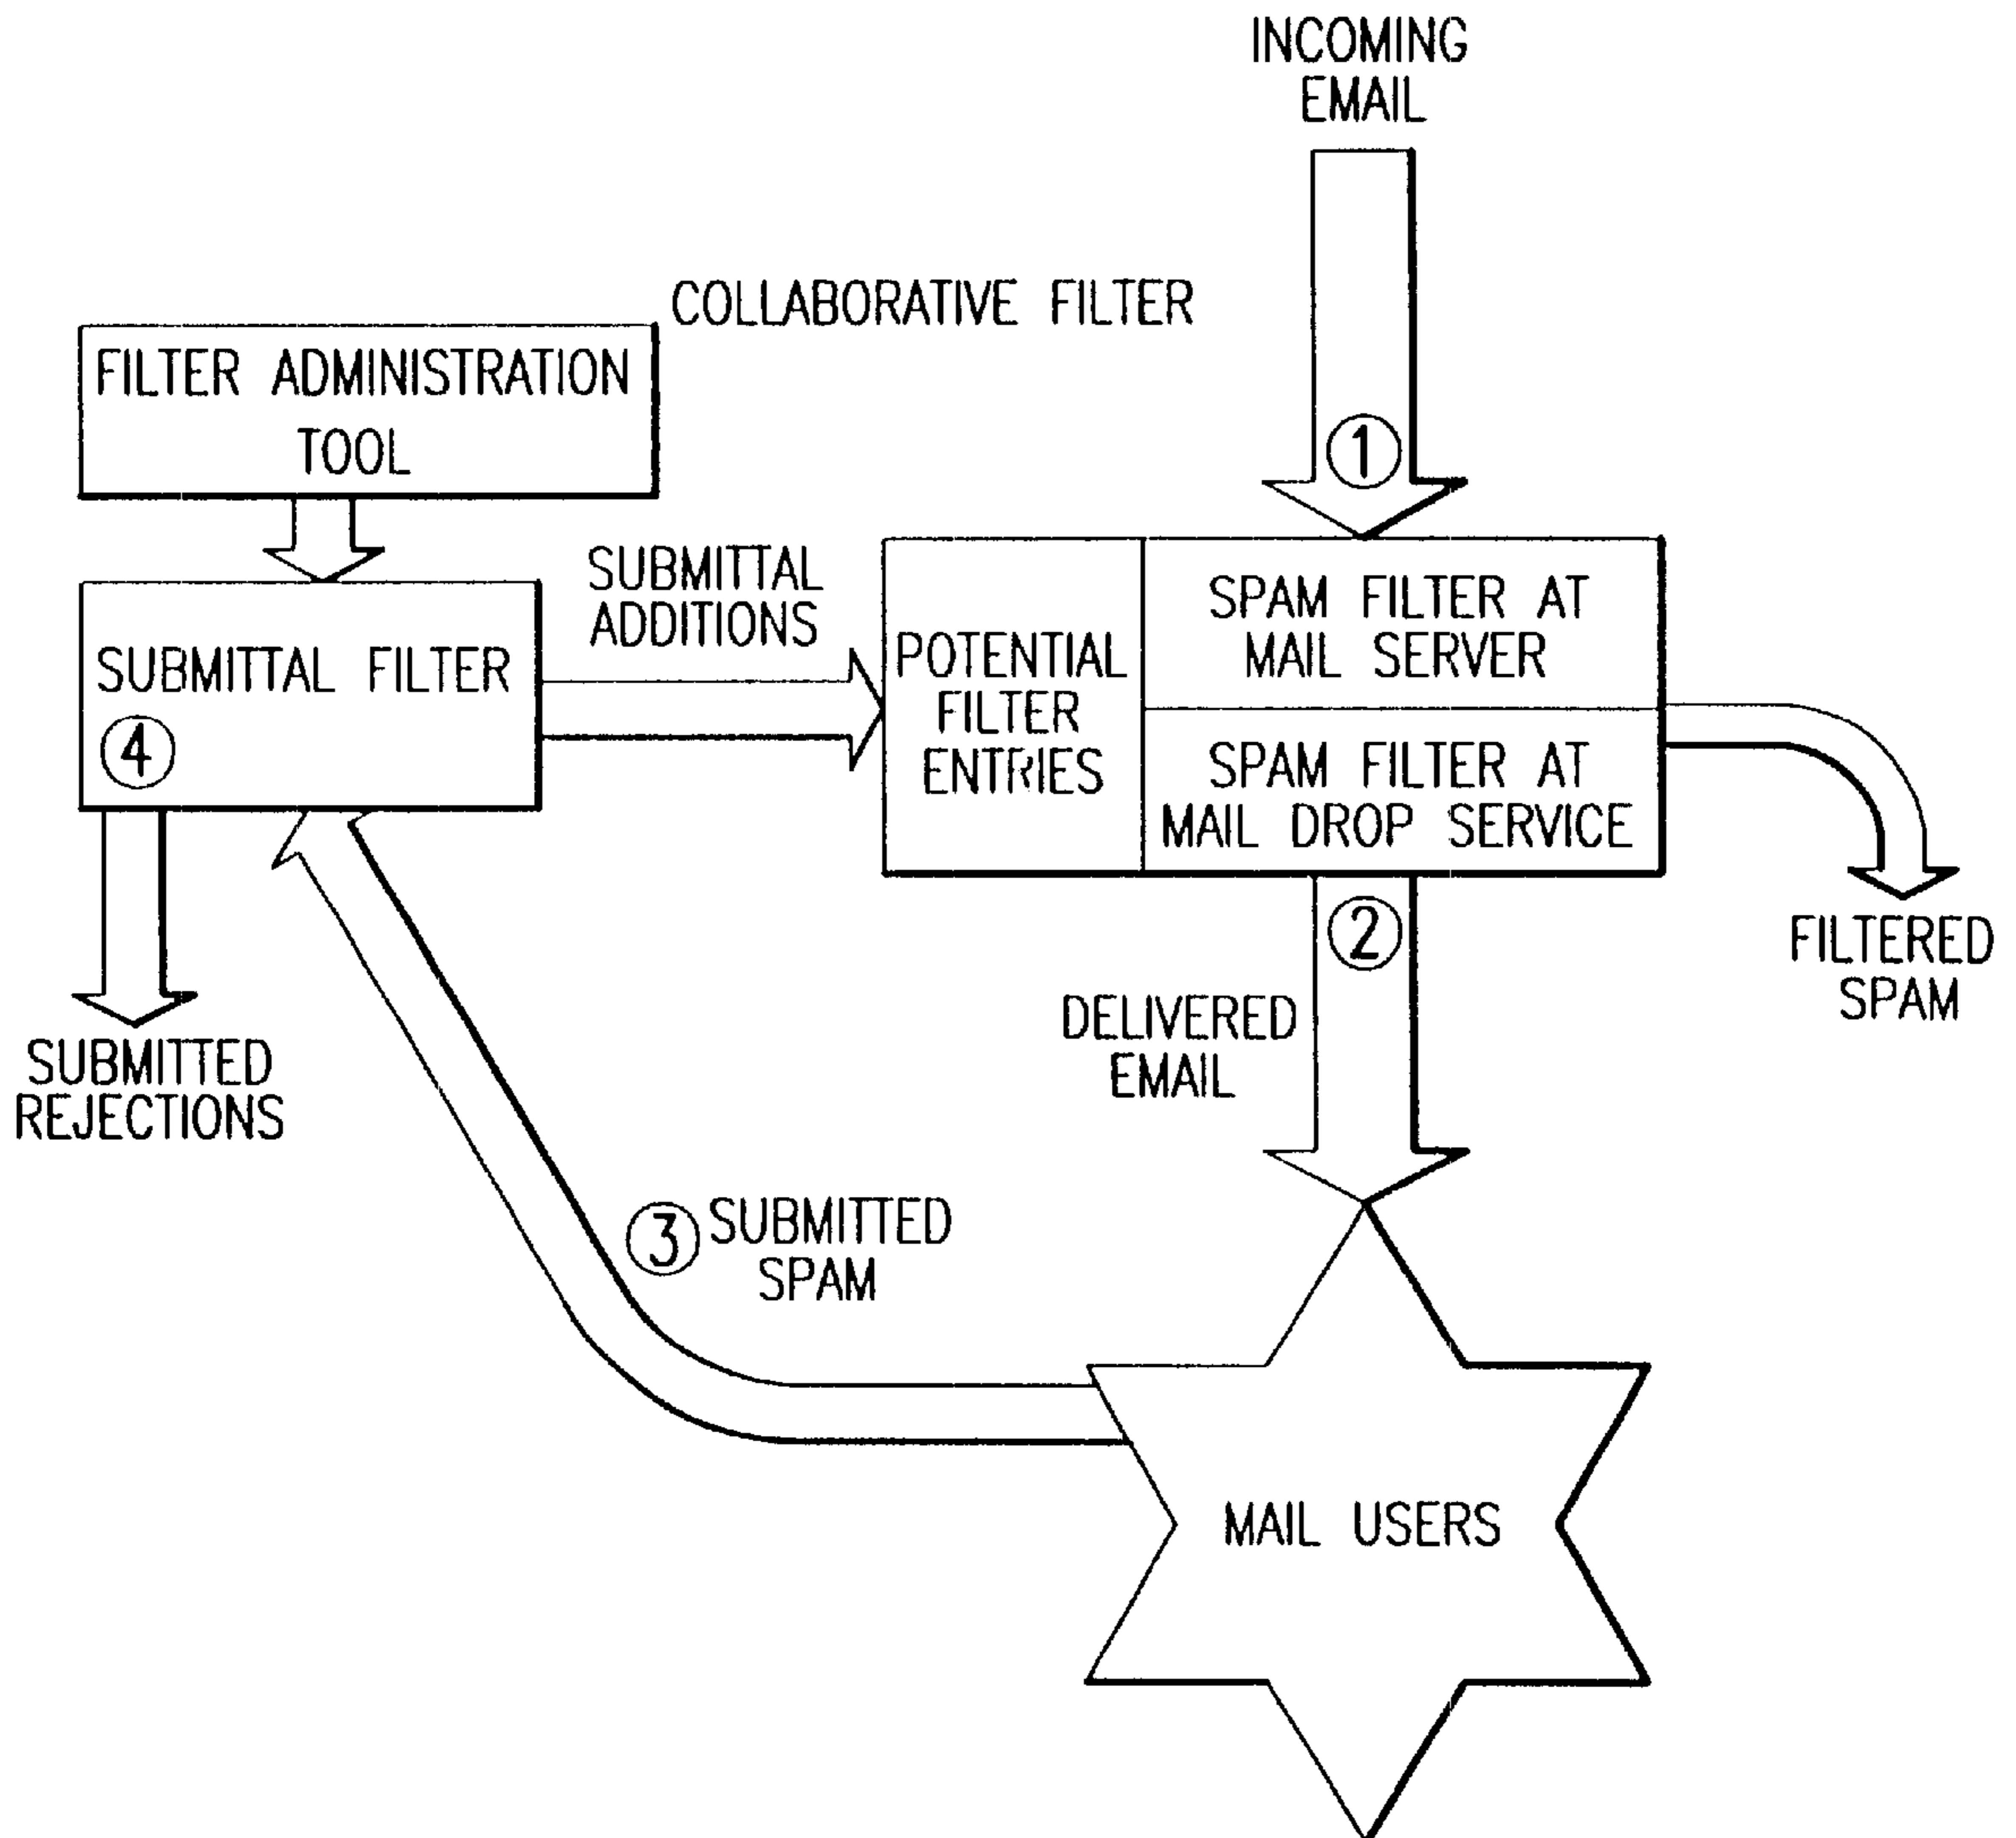 INCOMING
EMAIL
COLLABORATIVE FILTER
FILTER ADMINISTRATION
TOOL
1
SUBMITTAL
ADDITIONS
SUBMITTAL FILTER
4
POTENTIAL
FILTER
ENTRIES
SPAM FILTER AT
MAIL SERVER
SPAM FILTER AT
MAIL DROP SERVICE
2
FILTERED
SPAM
DELIVERED
EMAIL
SUBMITTED
REJECTIONS
3 SUBMITTED
SPAM
MAIL USERS